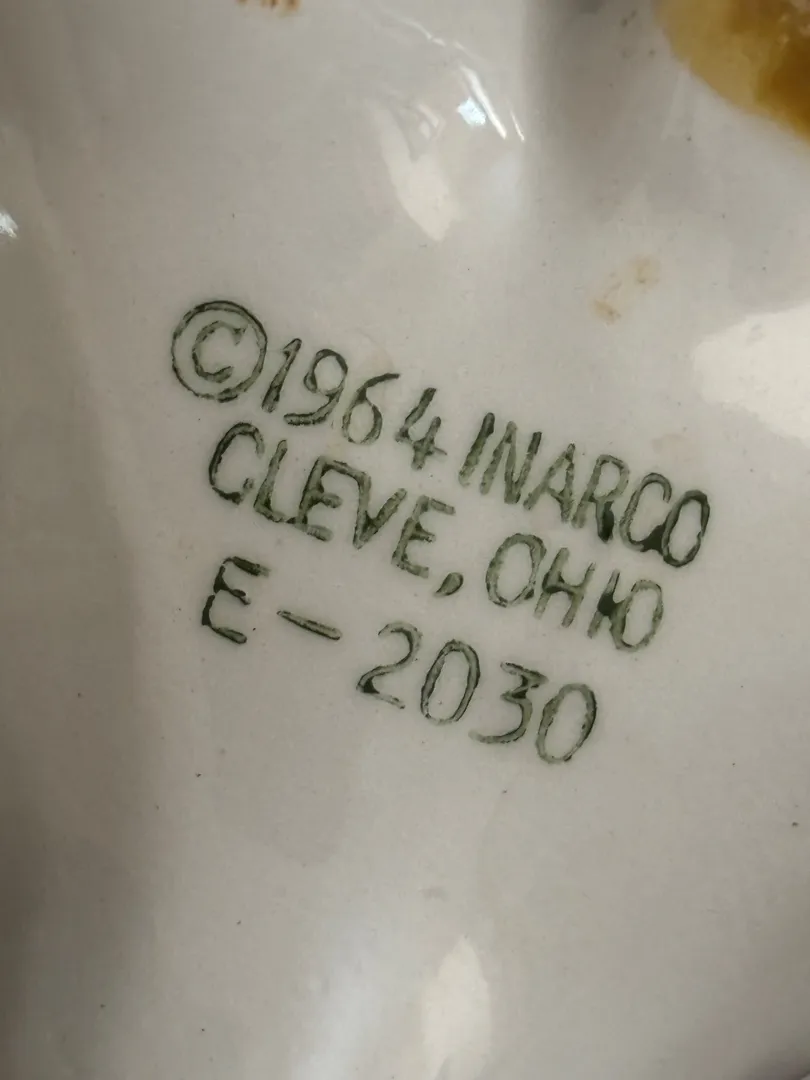 ©1964 INARCO
CLEVE, OHIO
E-2030